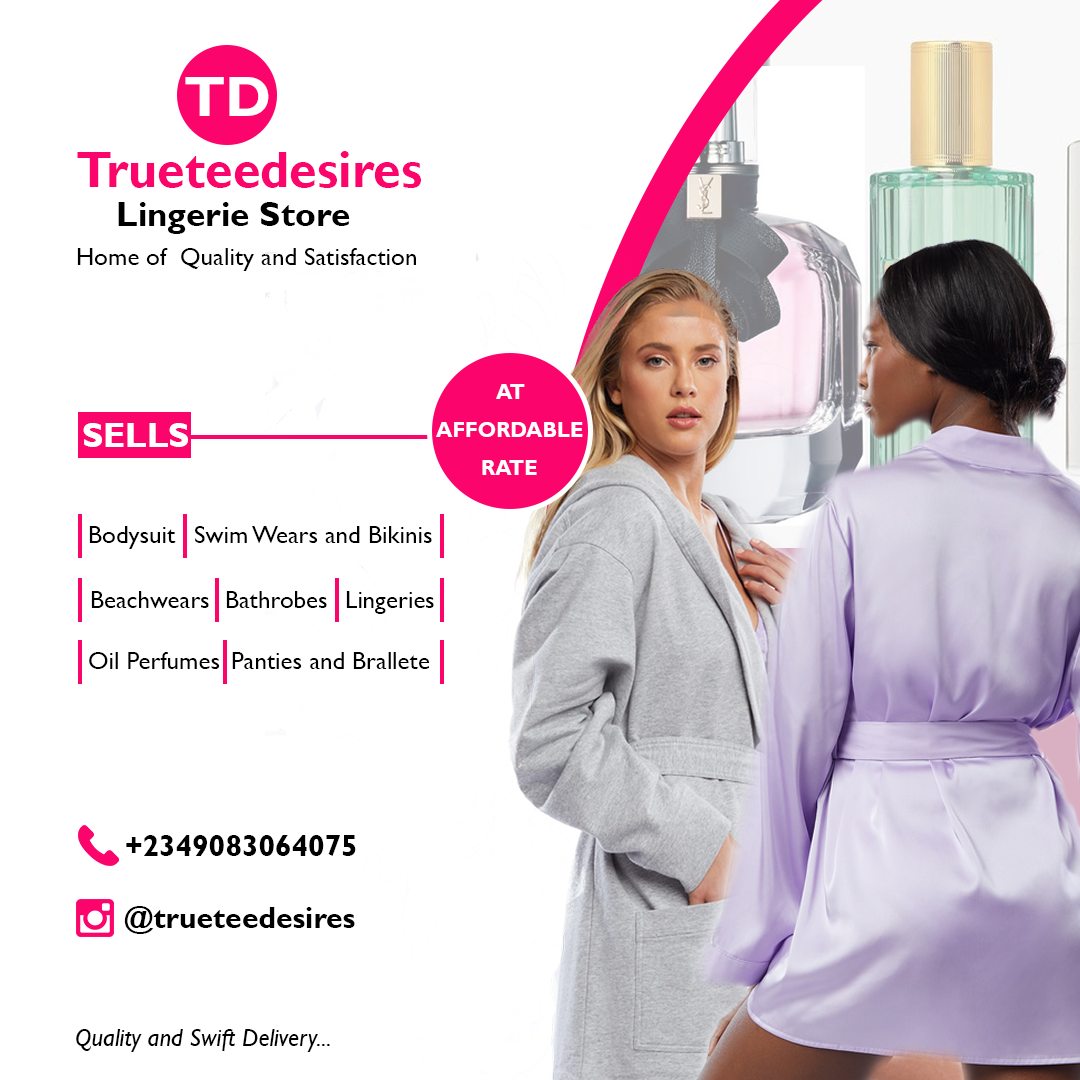 TD
Trueteedesires
Lingerie Store
Home of Quality and Satisfaction
SELLS
AT
AFFORDABLE
RATE
Bodysuit Swim Wears and Bikinis
Beachwears Bathrobes Lingeries
Oil Perfumes Panties and Brallete
+2349083064075
@trueteedesires
Quality and Swift Delivery...
YSL